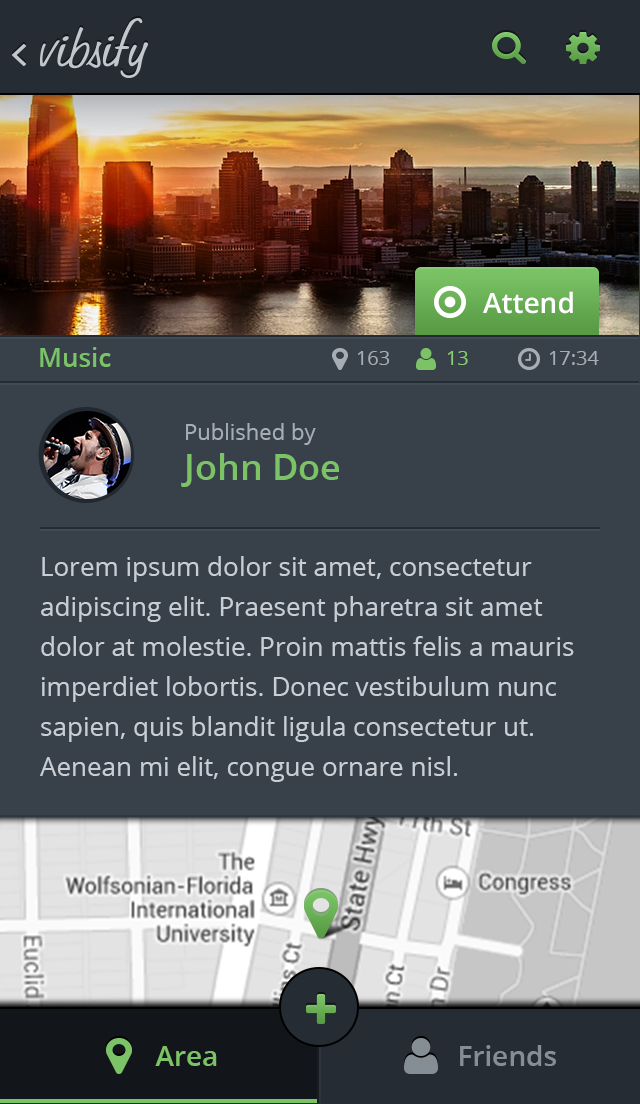 vibsify
Attend
Music
163
13
17:34
Published by
John Doe
Lorem ipsum dolor sit amet, consectetur
adipiscing elit. Praesent pharetra sit amet
dolor at molestie. Proin mattis felis a mauris
imperdiet lobortis. Donec vestibulum nunc
sapien, quis blandit ligula consectetur ut.
Aenean mi elit, congue ornare nisl.
State Hwy
The
Wolfsonian-Florida
International
University
Congress
Euclid
Ct
Ct
Dr
Area
Friends